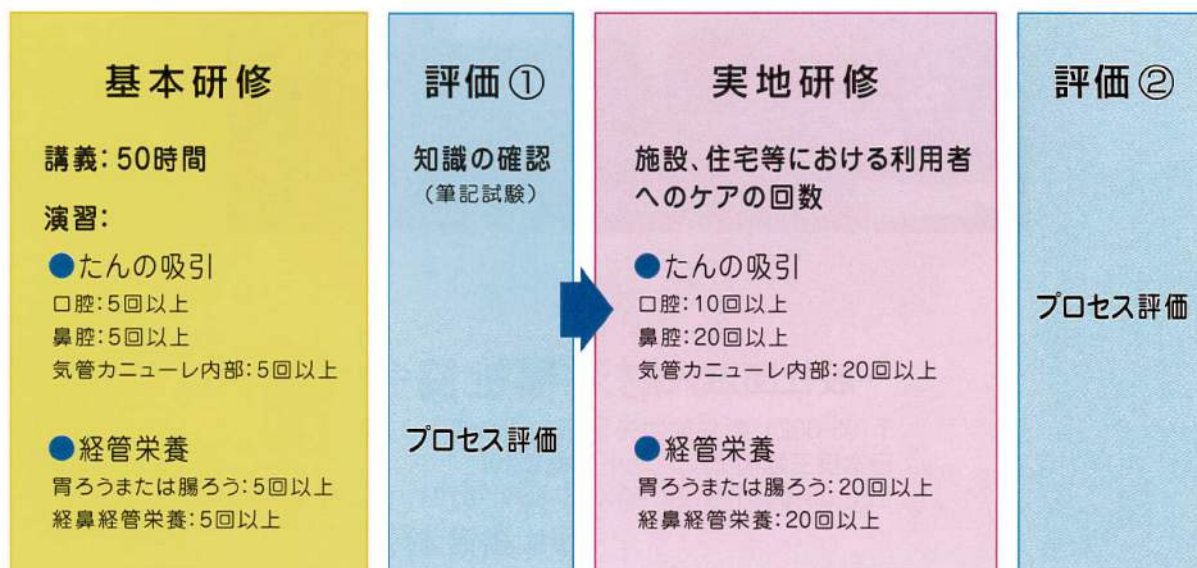 基本研修
講義：50時間
演習：
●たんの吸引
口腔：5回以上
鼻腔：5回以上
気管カニューレ内部：5回以上
●経管栄養
胃ろうまたは腸ろう：5回以上
経鼻経管栄養：5回以上
評価①
知識の確認
（筆記試験）
プロセス評価
実地研修
施設、住宅等における利用者
へのケアの回数
●たんの吸引
口腔：10回以上
鼻腔：20回以上
気管カニューレ内部：20回以上
●経管栄養
胃ろうまたは腸ろう：20回以上
経鼻経管栄養：20回以上
評価②
プロセス評価